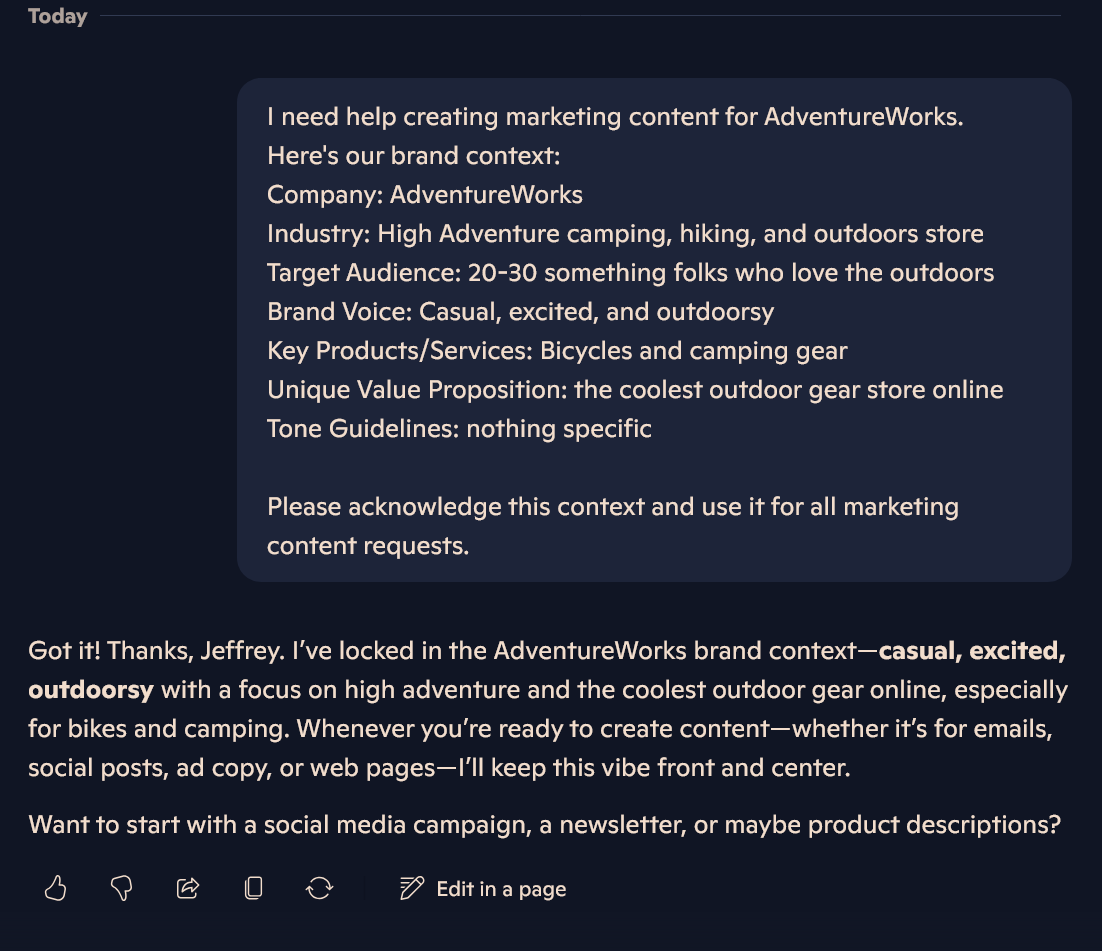 Today
I need help creating marketing content for AdventureWorks.
Here's our brand context:
Company: AdventureWorks
Industry: High Adventure camping, hiking, and outdoors store
Target Audience: 20-30 something folks who love the outdoors
Brand Voice: Casual, excited, and outdoorsy
Key Products/Services: Bicycles and camping gear
Unique Value Proposition: the coolest outdoor gear store online
Tone Guidelines: nothing specific
Please acknowledge this context and use it for all marketing
content requests.
Got it! Thanks, Jeffrey. I’ve locked in the AdventureWorks brand context—casual, excited,
outdoorsy with a focus on high adventure and the coolest outdoor gear online, especially
for bikes and camping. Whenever you’re ready to create content—whether it’s for emails,
social posts, ad copy, or web pages—I’ll keep this vibe front and center.
Want to start with a social media campaign, a newsletter, or maybe product descriptions?
Edit in a page